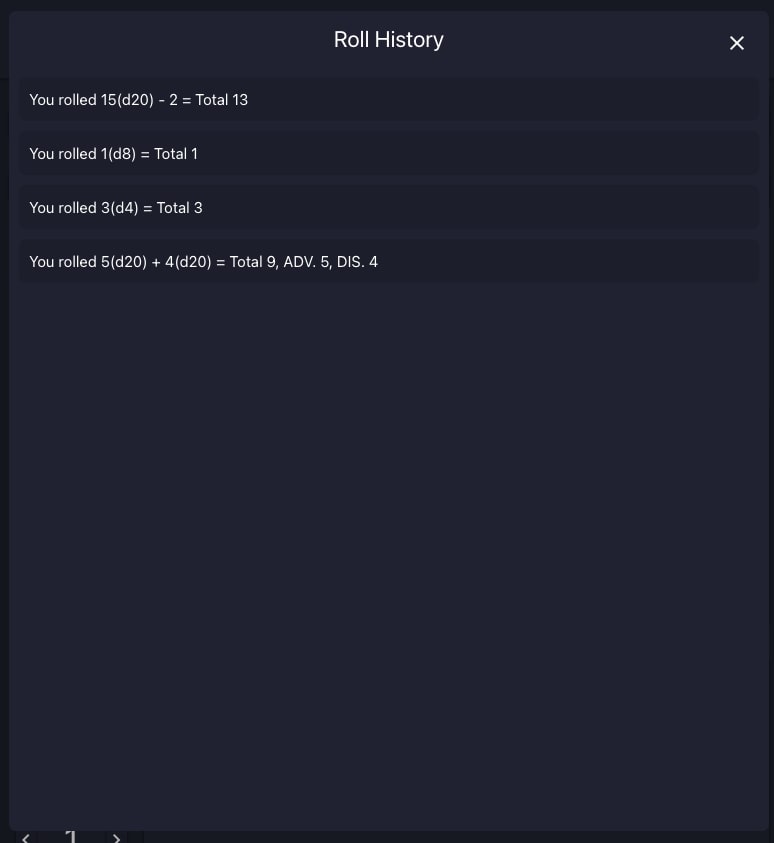 Roll History
You rolled 15(d20) - 2 = Total 13
You rolled 1(d8) = Total 1
You rolled 3(d4) = Total 3
You rolled 5(d20) + 4(d20) = Total 9, ADV. 5, DIS. 4
1